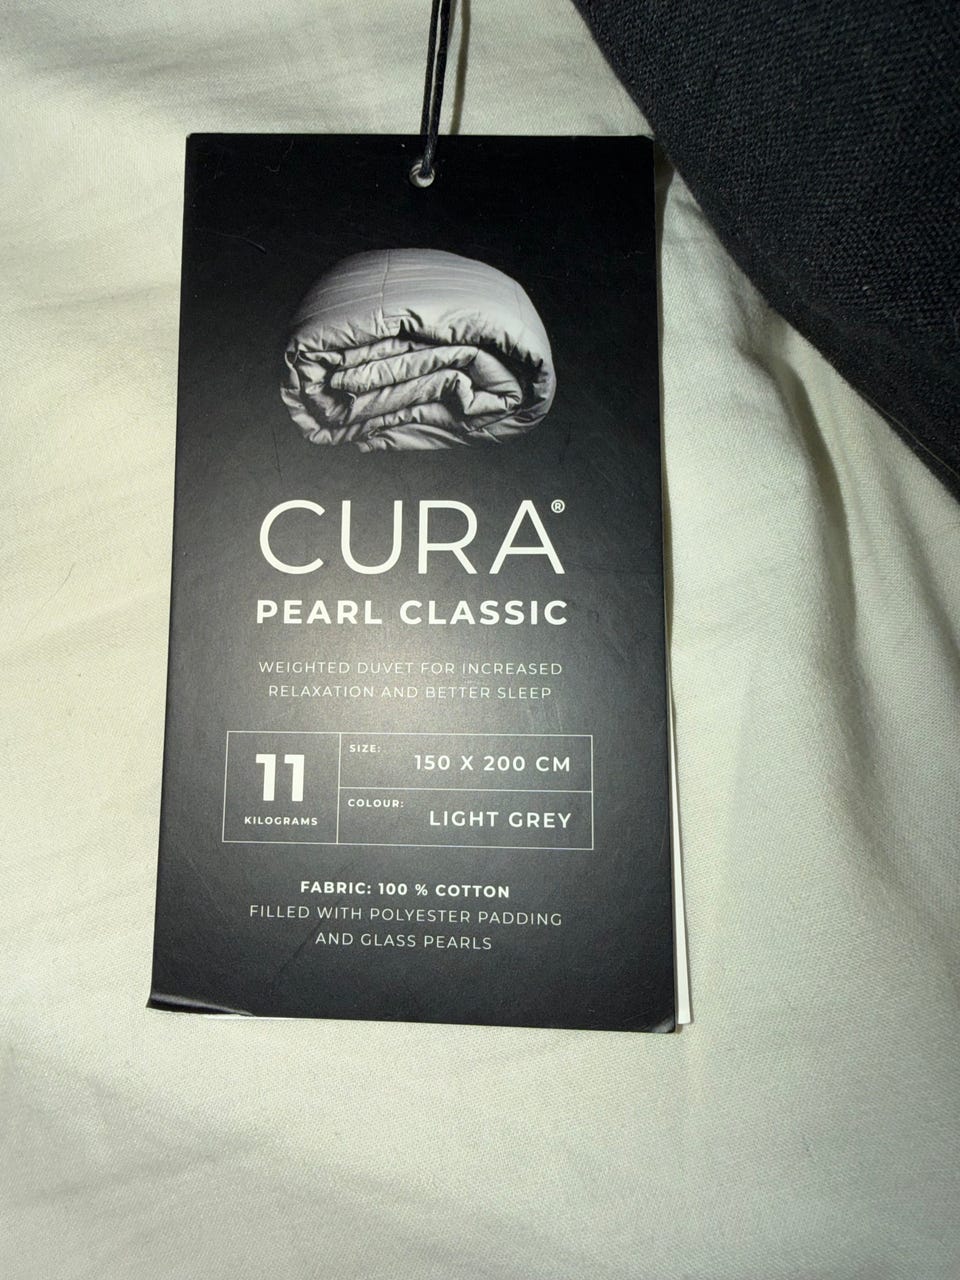 CURA®
PEARL CLASSIC
WEIGHTED DUVET FOR INCREASED
RELAXATION AND BETTER SLEEP
11
KILOGRAMS
SIZE:
150 X 200 CM
COLOUR:
LIGHT GREY
FABRIC: 100 % COTTON
FILLED WITH POLYESTER PADDING
AND GLASS PEARLS